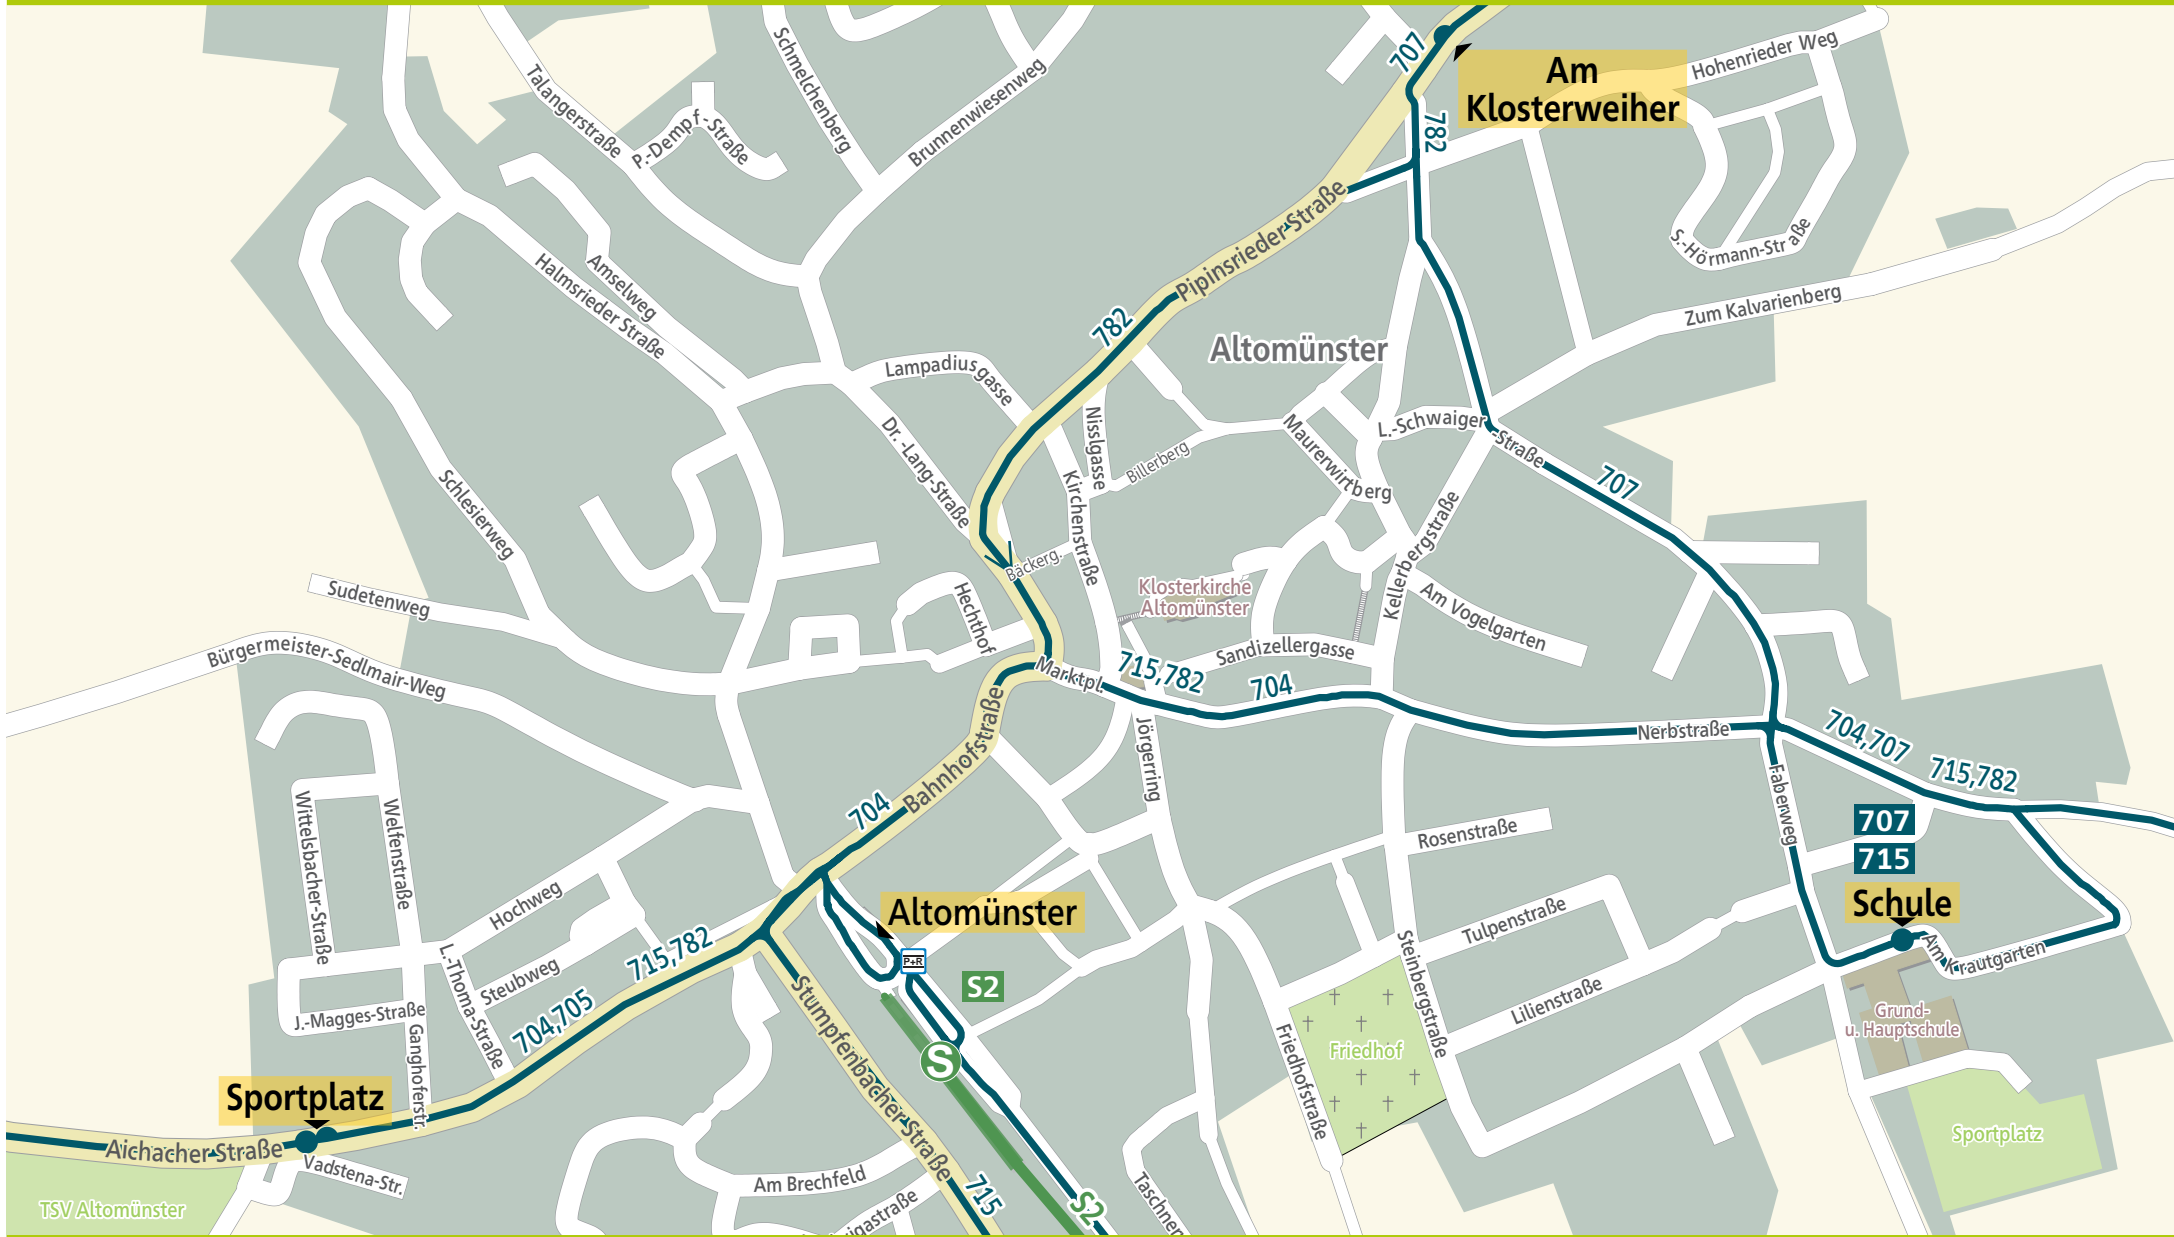 707
Am
Klosterweiher
Hohenrieder Weg
782
Schmelchenberg
Talangerstraße
P.-Dempf-Straße
Brunnenwiesenweg
S.-Hörmann-Straße
Zum Kalvarienberg
Pipinsrieder Straße
Amselweg
Halmsrieder Straße
782
Altomünster
Lampadiusgasse
Nisslgasse
Dr.-Lang-Straße
Billerberg
Maurerwirtberg
L.-Schwaiger-Straße
707
Kirchenstraße
Kellerbergstraße
Schlesierweg
Bäckerg.
Hechthof
Klosterkirche
Altomünster
Am Vogelgarten
Sudetenweg
Bürgermeister-Sedlmair-Weg
Sandizellergasse
Marktpl.
715,782
704
Jörgerring
Nerbstraße
704,707
715,782
Faberweg
Bahnhofstraße
704
Wittelsbacher-Straße
Welfenstraße
707
715
Schule
Rosenstraße
Tulpenstraße
Hochweg
Altomünster
P+R
S2
715,782
L.-Thoma-Straße
Steubweg
Steinbergstraße
Lilienstraße
Am Krautgarten
Grund-
u. Hauptschule
J.-Magges-Straße
Ganghoferstr.
704,705
Stumpfenbacher Straße
S
Friedhof
Friedhofstraße
Sportplatz
Aichacher Straße
Vadstena-Str.
Am Brechfeld
715
S2
Sportplatz
TSV Altomünster